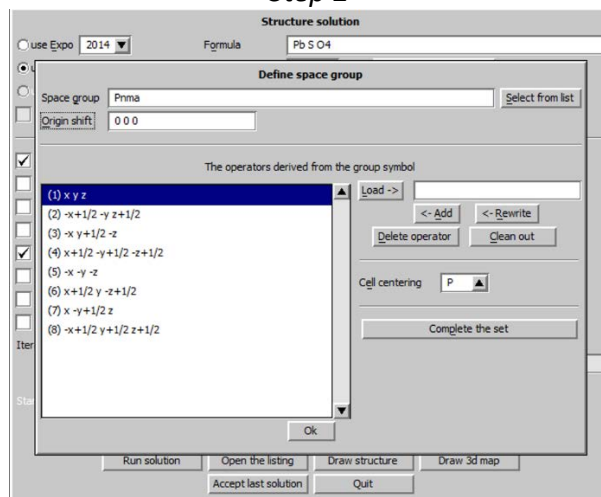 Structure solution
use Expo 2014 Formula Pb S O4
Define space group
Space group Pnma Select from list
Origin shift 0 0 0
The operators derived from the group symbol
(1) x y z
(2) -x+1/2 -y z+1/2
(3) -x y+1/2 -z
(4) x+1/2 -y+1/2 -z+1/2
(5) -x -y -z
(6) x+1/2 y -z+1/2
(7) x -y+1/2 z
(8) -x+1/2 y+1/2 z+1/2
Load ->
<- Add <- Rewrite
Delete operator Clean out
Cell centering P
Complete the set
Iter
Ok
Run solution Open the listing Draw structure Draw 3d map
Accept last solution Quit